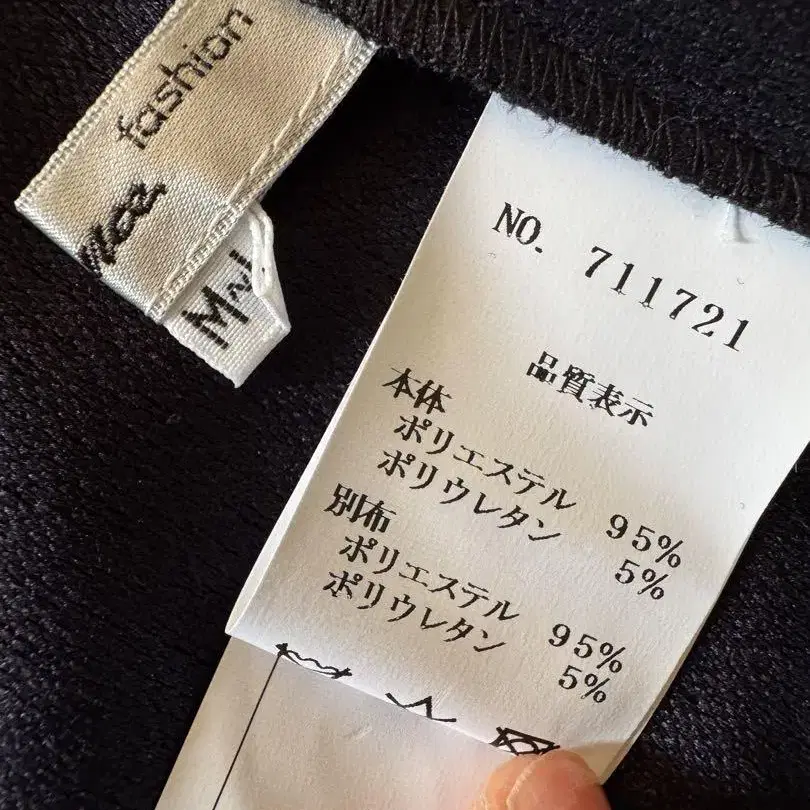 fashion
M~L
NO. 711721
品質表示
本体
ポリエステル 95%
ポリウレタン 5%
別布
ポリエステル 95%
ポリウレタン 5%